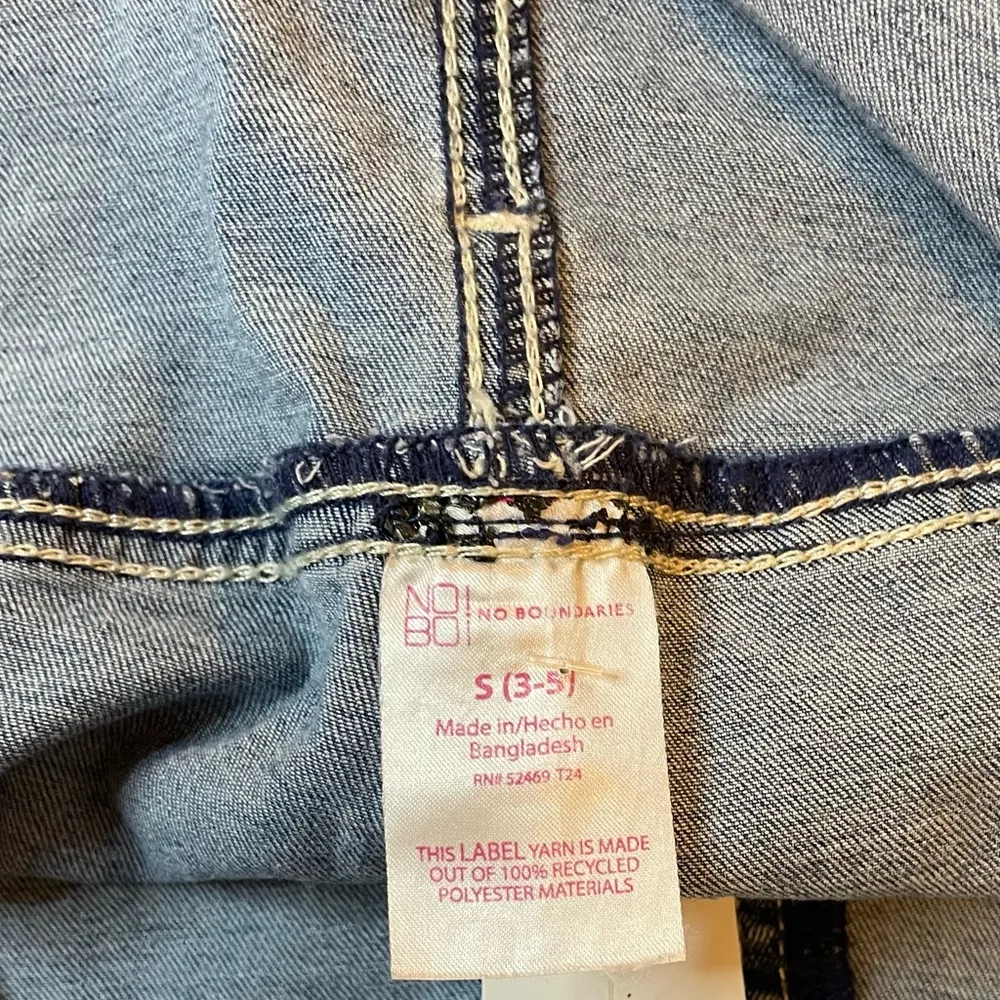 NO!
BO!
NO BOUNDARIES
S (3-5)
Made in/Hecho en
Bangladesh
RN# 52469 T24
THIS LABEL YARN IS MADE
OUT OF 100% RECYCLED
POLYESTER MATERIALS